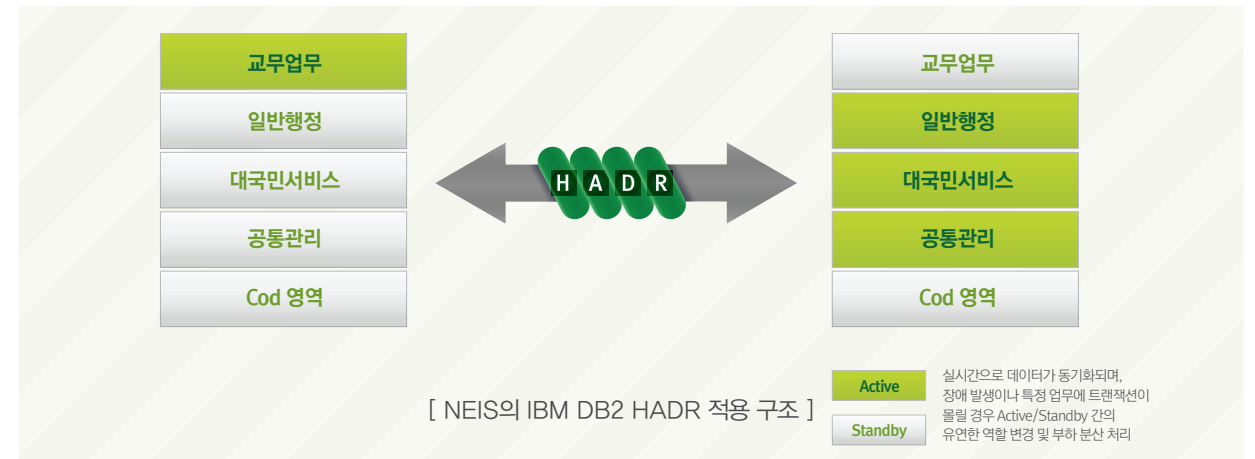 교무업무
일반행정
대국민서비스
공통관리
Cod 영역
HADR
교무업무
일반행정
대국민서비스
공통관리
Cod 영역
[ NEIS의 IBM DB2 HADR 적용 구조 ]
Active
Standby
실시간으로 데이터가 동기화되며,
장애 발생이나 특정 업무에 트랜잭션이
몰릴 경우 Active/Standby 간의
유연한 역할 변경 및 부하 분산 처리